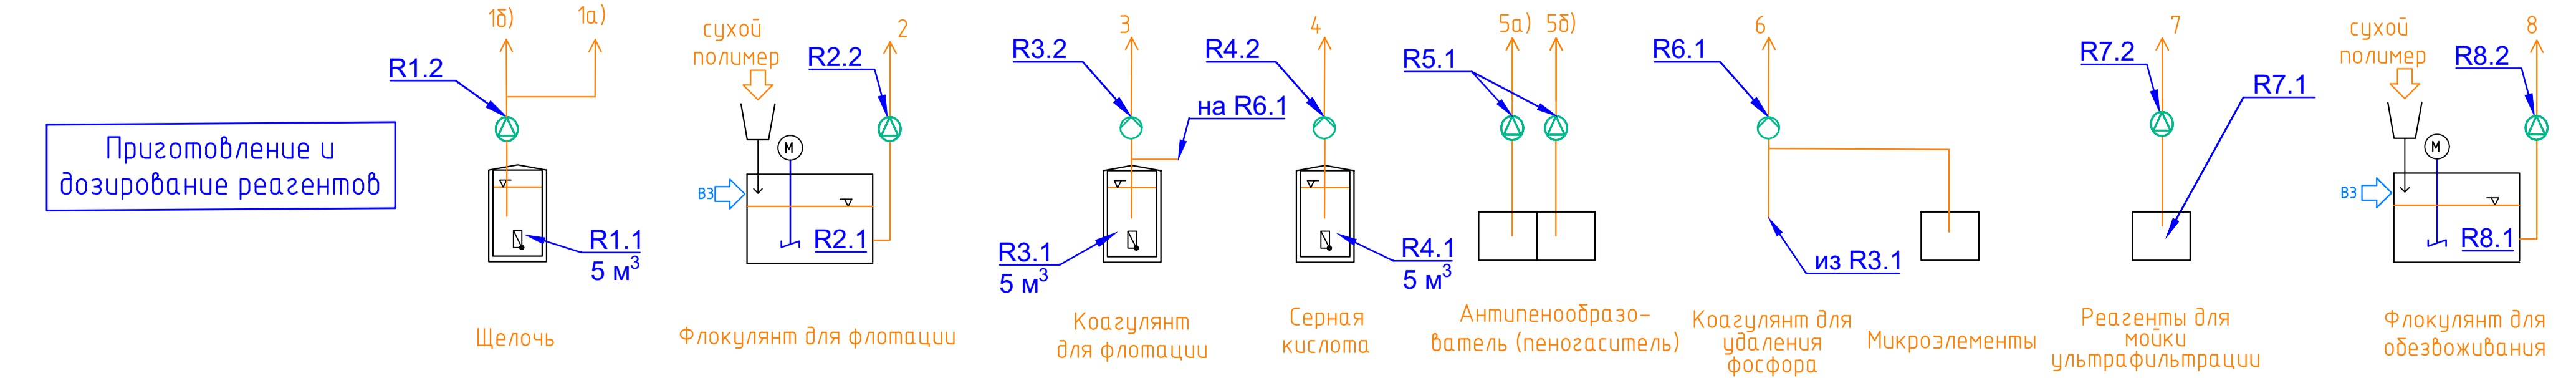 Приготовление и
дозирование реагентов
1б)
1а)
R1.2
R1.1
5 м³
Щелочь
сухой
полимер
2
R2.2
М
В3
R2.1
Флокулянт для флотации
3
R3.2
на R6.1
R3.1
5 м³
Коагулянт
для флотации
4
R4.2
R4.1
5 м³
Серная
кислота
5а)
5б)
R5.1
Антипенообразо-
ватель (пеногаситель)
6
R6.1
из R3.1
Коагулянт для
удаления
фосфора
Микроэлементы
7
R7.2
R7.1
Реагенты для
мойки
ультрафильтрации
сухой
полимер
8
R8.2
М
В3
R8.1
Флокулянт для
обезвоживания